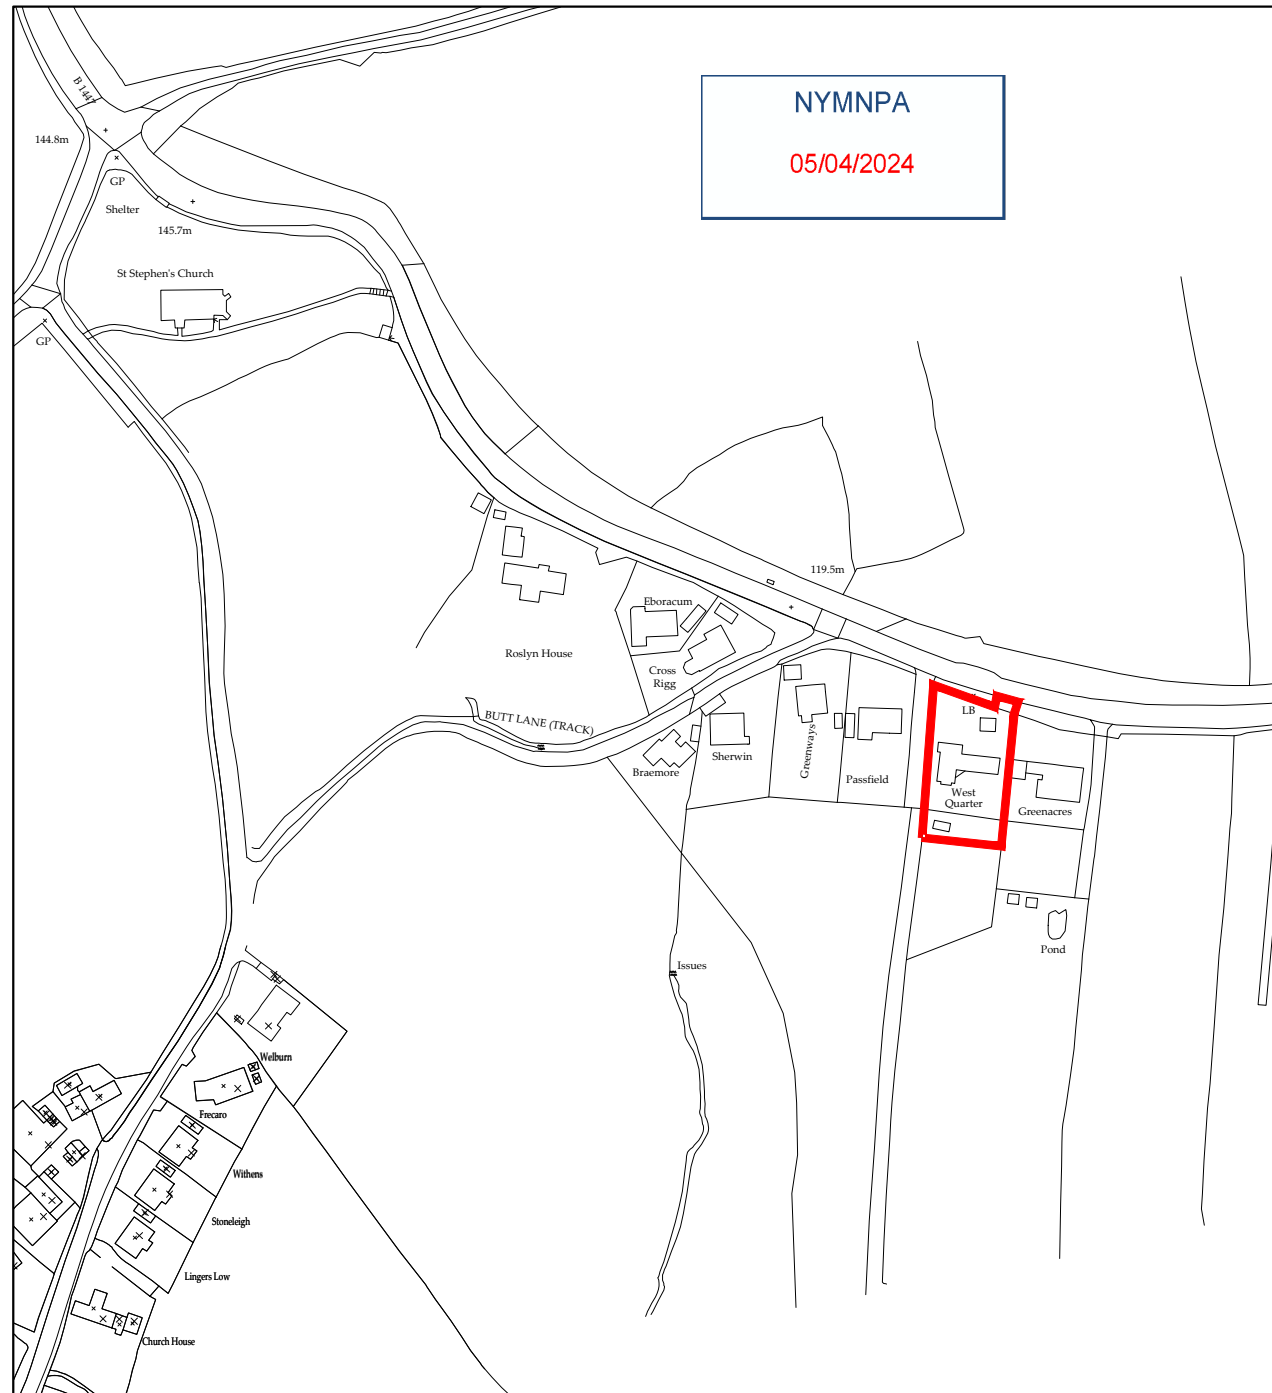 NYMNPA
05/04/2024
B 1447
144.8m
GP
Shelter
145.7m
St Stephen's Church
GP
119.5m
Eboracum
Roslyn House
Cross
Rigg
BUTT LANE (TRACK)
Braemore
Sherwin
Greenways
Passfield
LB
West
Quarter
Greenacres
Pond
Issues
Welburn
Frecaro
Withens
Stoneleigh
Lingers Low
Church House